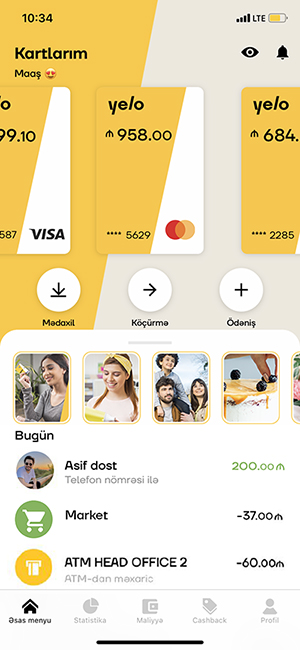 10:34
LTE
Kartlarım
Maaş 😍
yelo
yelo
yelo
99.10
₼ 958.00
₼ 684.
587
VISA
**** 5629
**** 2285
Mədaxil
Köçürmə
Ödəniş
Bugün
Asif dost
200.00₼
Telefon nömrəsi ilə
Market
-37.00₼
ATM HEAD OFFICE 2
-60.00₼
ATM-dan məxaric
Əsas menyu
Statistika
Maliyyə
Cashback
Profil